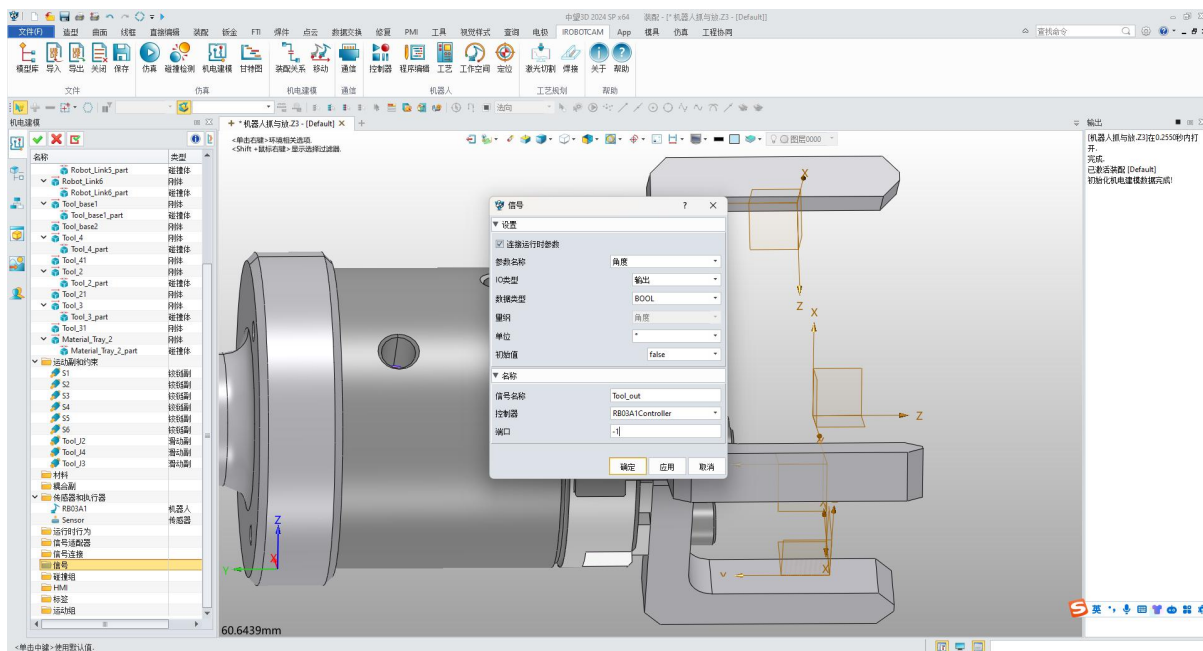 中望3D 2024 SP x64 装配 - [* 机器人抓与放.Z3 - [Default]]
文件(F) 造型 曲面 线框 直接编辑 装配 钣金 FTI 焊件 点云 数据交换 修复 PMI 工具 视觉样式 查询 电极 IROBOTCAM App 模具 仿真 工程协同 查找命令
模型库 导入 导出 关闭 保存 仿真 碰撞检测 机电建模 甘特图 装配关系 移动 通信 控制器 程序编辑 工艺 工作空间 定位 激光切割 焊接 关于 帮助
文件 仿真 机电建模 通信 机器人 工艺规划 帮助
法向
机电建模
+ * 机器人抓与放.Z3 - [Default] × +
输出
<单击右键>环境相关选项.
<Shift + 鼠标右键> 显示选择过滤器.
图层0000
[机器人抓与放.Z3]在0.2550秒内打开.
完成.
已激活装配 [Default]
初始化机电建模数据完成!
名称 类型
Robot_Link5_part 碰撞体
Robot_Link6 刚体
Robot_Link6_part 碰撞体
Tool_base1 刚体
Tool_base1_part 碰撞体
Tool_base2 刚体
Tool_4 刚体
Tool_4_part 碰撞体
Tool_41 刚体
Tool_2 刚体
Tool_2_part 碰撞体
Tool_21 刚体
Tool_3 刚体
Tool_3_part 碰撞体
Tool_31 刚体
Material_Tray_2 刚体
Material_Tray_2_part 碰撞体
运动副和约束
S1 铰链副
S2 铰链副
S3 铰链副
S4 铰链副
S5 铰链副
S6 铰链副
Tool_J2 滑动副
Tool_J4 滑动副
Tool_J3 滑动副
材料
耦合副
传感器和执行器
RB03A1 机器人
Sensor 传感器
运行时行为
信号适配器
信号连接
信号
碰撞组
HMI
标签
运动组
信号 ? ×
设置
连接运行时参数
参数名称 角度
IO类型 输出
数据类型 BOOL
量纲 角度
单位 °
初始值 false
名称
信号名称 Tool_out
控制器 RB03A1Controller
端口 -1
确定 应用 取消
X
Z
X
Z
X
Y
Z
X
Y
60.6439mm
英
<单击中键>使用默认值.